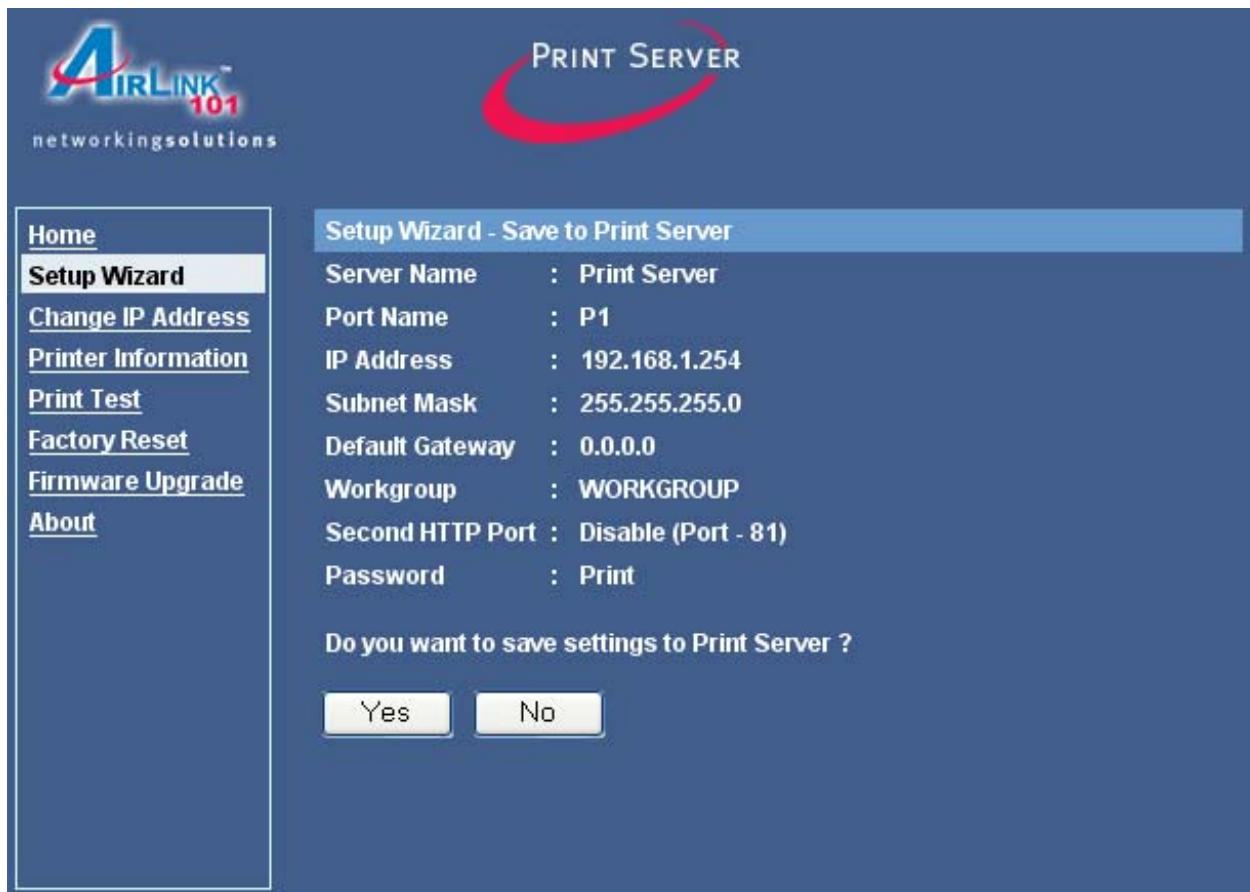 AIRLINK™
101
networkingsolutions
PRINT SERVER
Home
Setup Wizard
Change IP Address
Printer Information
Print Test
Factory Reset
Firmware Upgrade
About
Setup Wizard - Save to Print Server
Server Name : Print Server
Port Name : P1
IP Address : 192.168.1.254
Subnet Mask : 255.255.255.0
Default Gateway : 0.0.0.0
Workgroup : WORKGROUP
Second HTTP Port : Disable (Port - 81)
Password : Print
Do you want to save settings to Print Server ?
Yes No